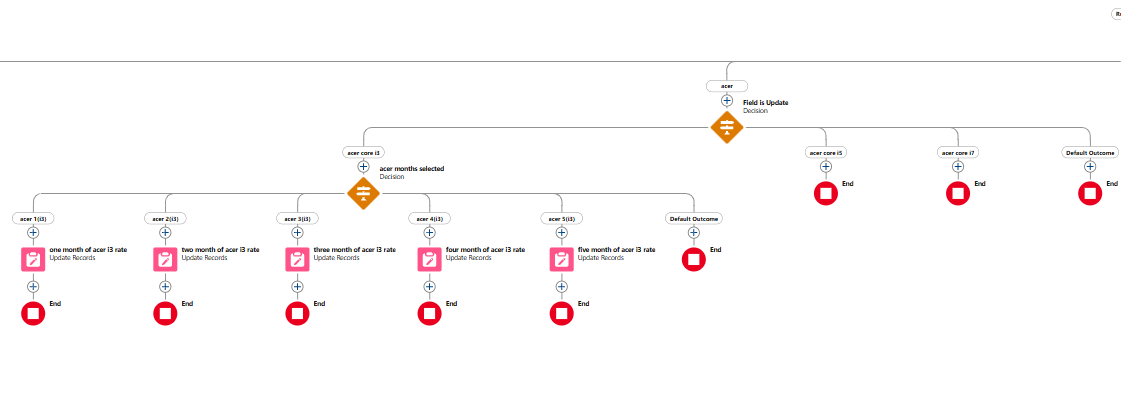 acer
Field is Update
Decision
acer core i3
acer core i5
acer core i7
Default Outcome
acer months selected
Decision
End
End
End
acer 1(i3)
acer 2(i3)
acer 3(i3)
acer 4(i3)
acer 5(i3)
Default Outcome
one month of acer i3 rate
Update Records
two month of acer i3 rate
Update Records
three month of acer i3 rate
Update Records
four month of acer i3 rate
Update Records
five month of acer i3 rate
Update Records
End
End
End
End
End
End